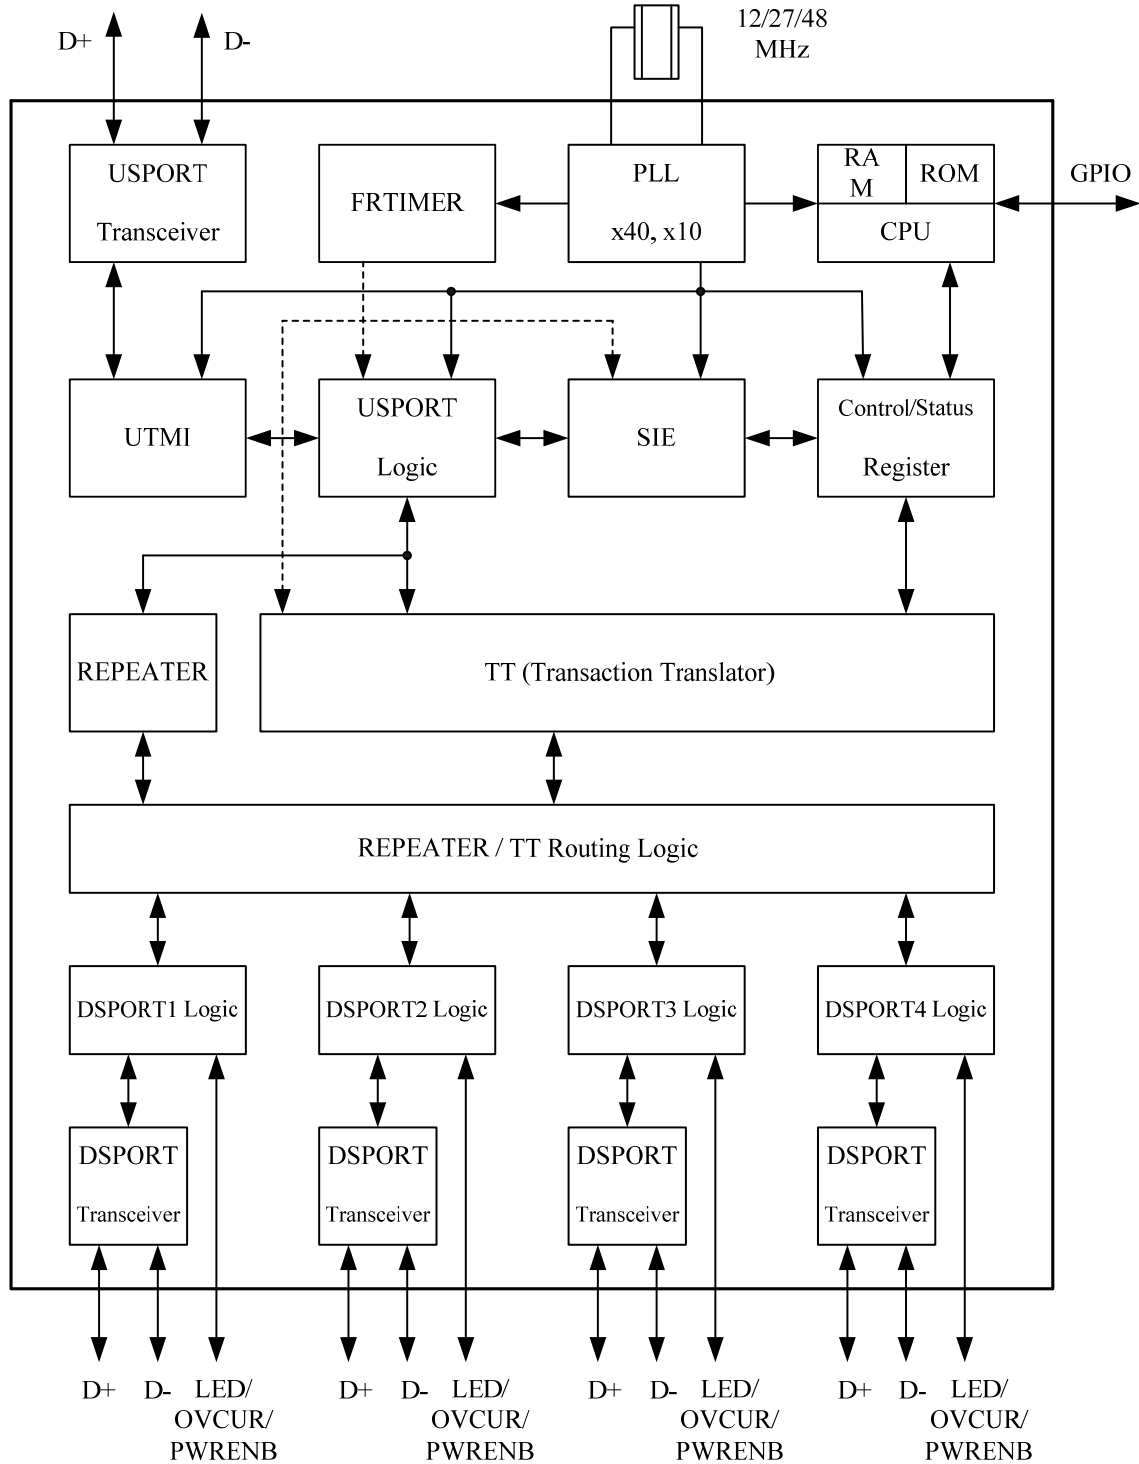 12/27/48
MHz
D+
D-
USPORT
Transceiver
FRTIMER
PLL
x40, x10
RA
M
ROM
CPU
GPIO
UTMI
USPORT
Logic
SIE
Control/Status
Register
REPEATER
TT (Transaction Translator)
REPEATER / TT Routing Logic
DSPORT1 Logic
DSPORT2 Logic
DSPORT3 Logic
DSPORT4 Logic
DSPORT
Transceiver
DSPORT
Transceiver
DSPORT
Transceiver
DSPORT
Transceiver
D+
D-
LED/
OVCUR/
PWRENB
D+
D-
LED/
OVCUR/
PWRENB
D+
D-
LED/
OVCUR/
PWRENB
D+
D-
LED/
OVCUR/
PWRENB